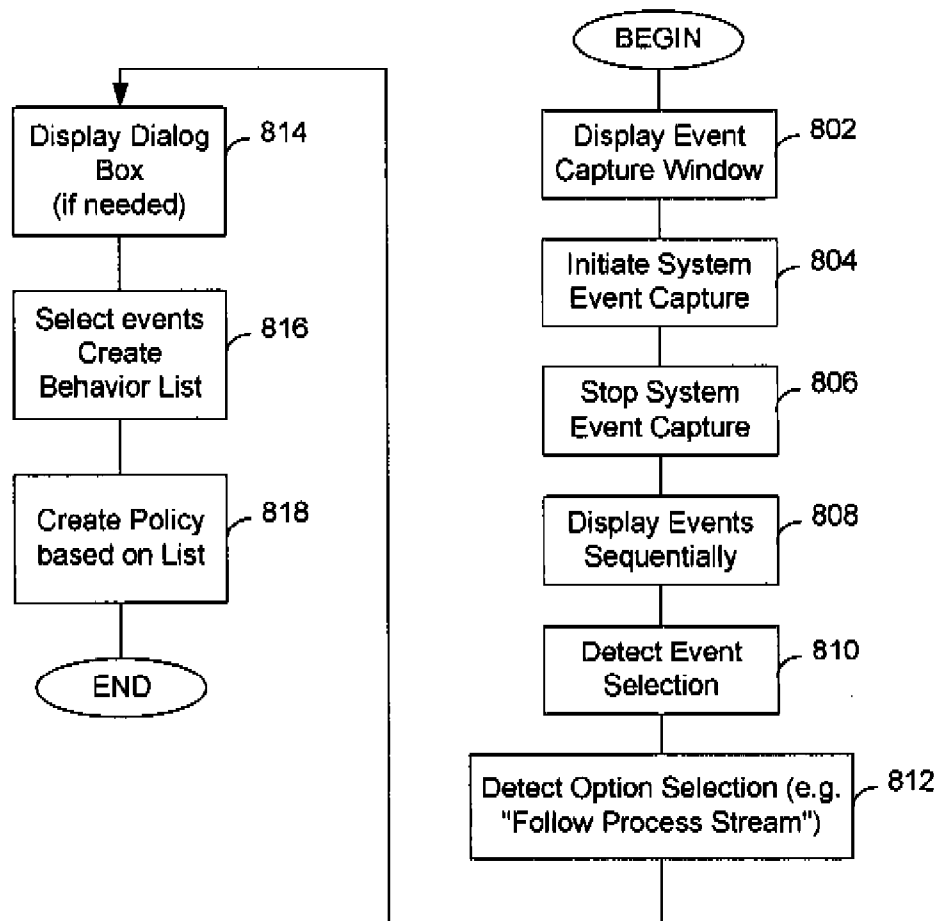 BEGIN
Display Event
Capture Window
802
Initiate System
Event Capture
804
Stop System
Event Capture
806
Display Events
Sequentially
808
Detect Event
Selection
810
Detect Option Selection (e.g.
"Follow Process Stream")
812
Display Dialog
Box
(if needed)
814
Select events
Create
Behavior List
816
Create Policy
based on List
818
END